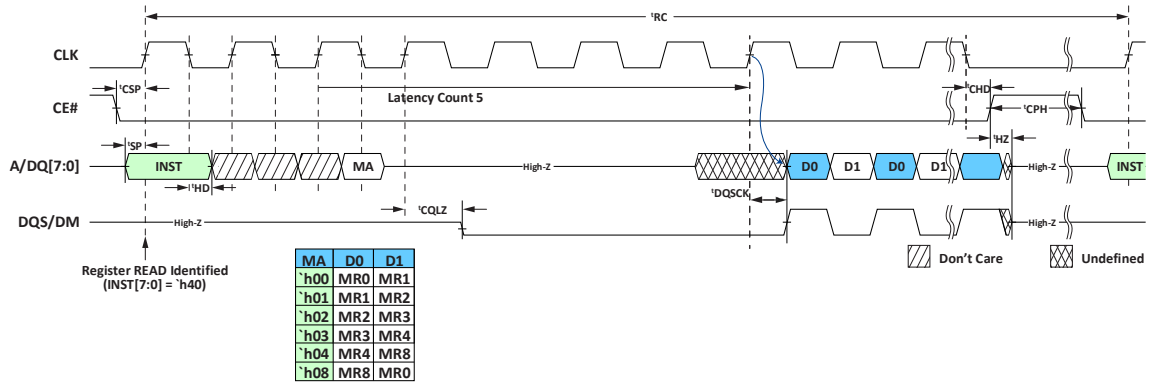 tRC
CLK
tCSP
tCHD
Latency Count 5
CE#
tCPH
tSP
tHZ
A/DQ[7:0]
INST
MA
High-Z
D0
D1
D0
D1
High-Z
INST
tHD
tDQSCK
tCQLZ
DQS/DM
High-Z
High-Z
Register READ Identified
(INST[7:0] = `h40)
Don't Care
Undefined
MA D0 D1
`h00 MR0 MR1
`h01 MR1 MR2
`h02 MR2 MR3
`h03 MR3 MR4
`h04 MR4 MR8
`h08 MR8 MR0